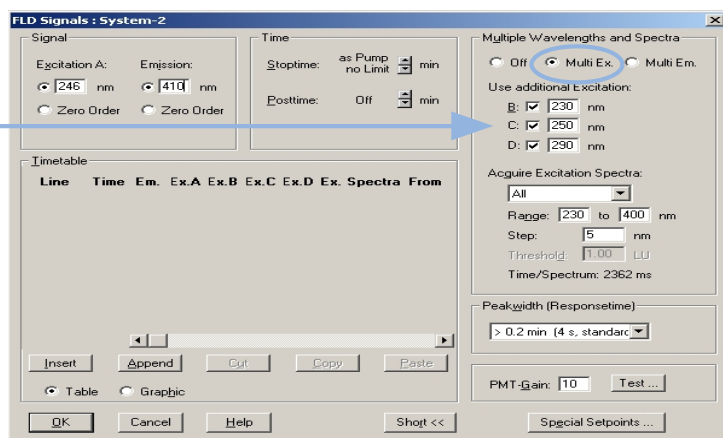 FLD Signals : System-2
Signal
Excitation A:
Emission:
246 nm
410 nm
Zero Order
Zero Order
Time
Stoptime: as Pump no Limit min
Posttime: Off min
Timetable
Line Time Em. Ex.A Ex.B Ex.C Ex.D Ex. Spectra From
Insert
Append
Cut
Copy
Paste
Table
Graphic
Multiple Wavelengths and Spectra
Off
Multi Ex.
Multi Em.
Use additional Excitation:
B: 230 nm
C: 250 nm
D: 290 nm
Acquire Excitation Spectra:
All
Range: 230 to 400 nm
Step: 5 nm
Threshold: 1.00 LU
Time/Spectrum: 2362 ms
Peakwidth (Responsetime)
> 0.2 min (4 s, standard
PMT-Gain: 10
Test ...
OK
Cancel
Help
Short <<
Special Setpoints ...